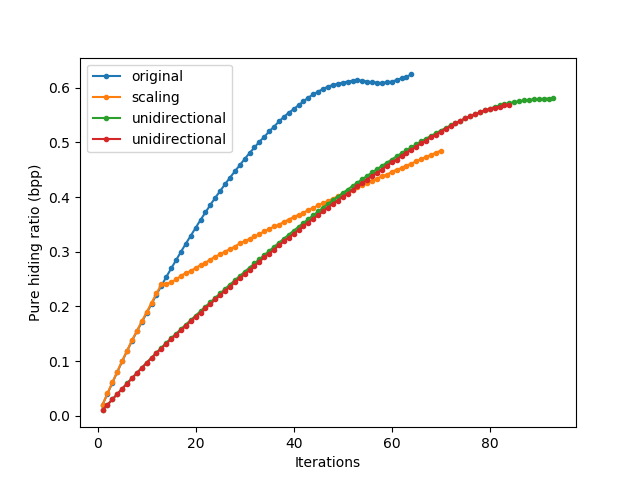 original
scaling
unidirectional
unidirectional
Pure hiding ratio (bpp)
0.6
0.5
0.4
0.3
0.2
0.1
0.0
0 20 40 60 80
Iterations